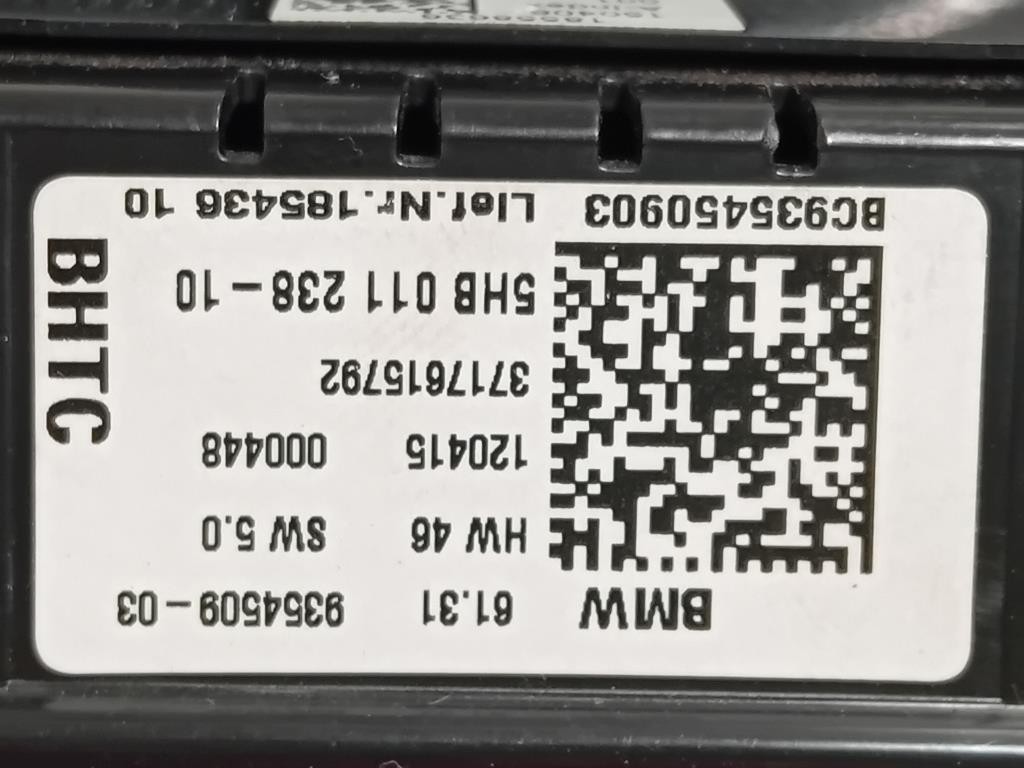 BMW 61.31 9354509-03
HW 46 SW 5.0
120415 000448
3717615792
5HB 011 238-10
BC935450903 Lief.Nr.185436 10
BHTC